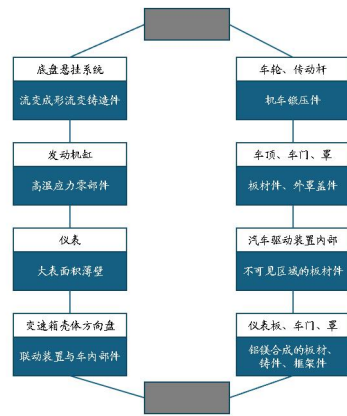 底盘悬挂系统
流变成形流变铸造件
发动机缸
高温应力零部件
仪表
大表面积薄壁
变速箱壳体方向盘
联动装置与车内部件
车轮、传动杆
机车锻压件
车顶、车门、罩
板材件、外罩盖件
汽车驱动装置内部
不可见区域的板材件
仪表板、车门、罩
铝镁合成的板材、
铸件、框架件